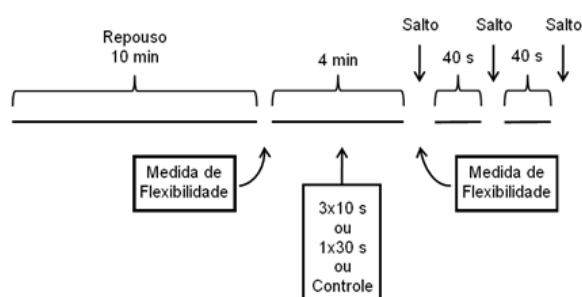 Salto
Salto
Salto
Repouso
10 min
4 min
40 s
40 s
Medida de
Flexibilidade
3x10 s
ou
1x30 s
ou
Controle
Medida de
Flexibilidade